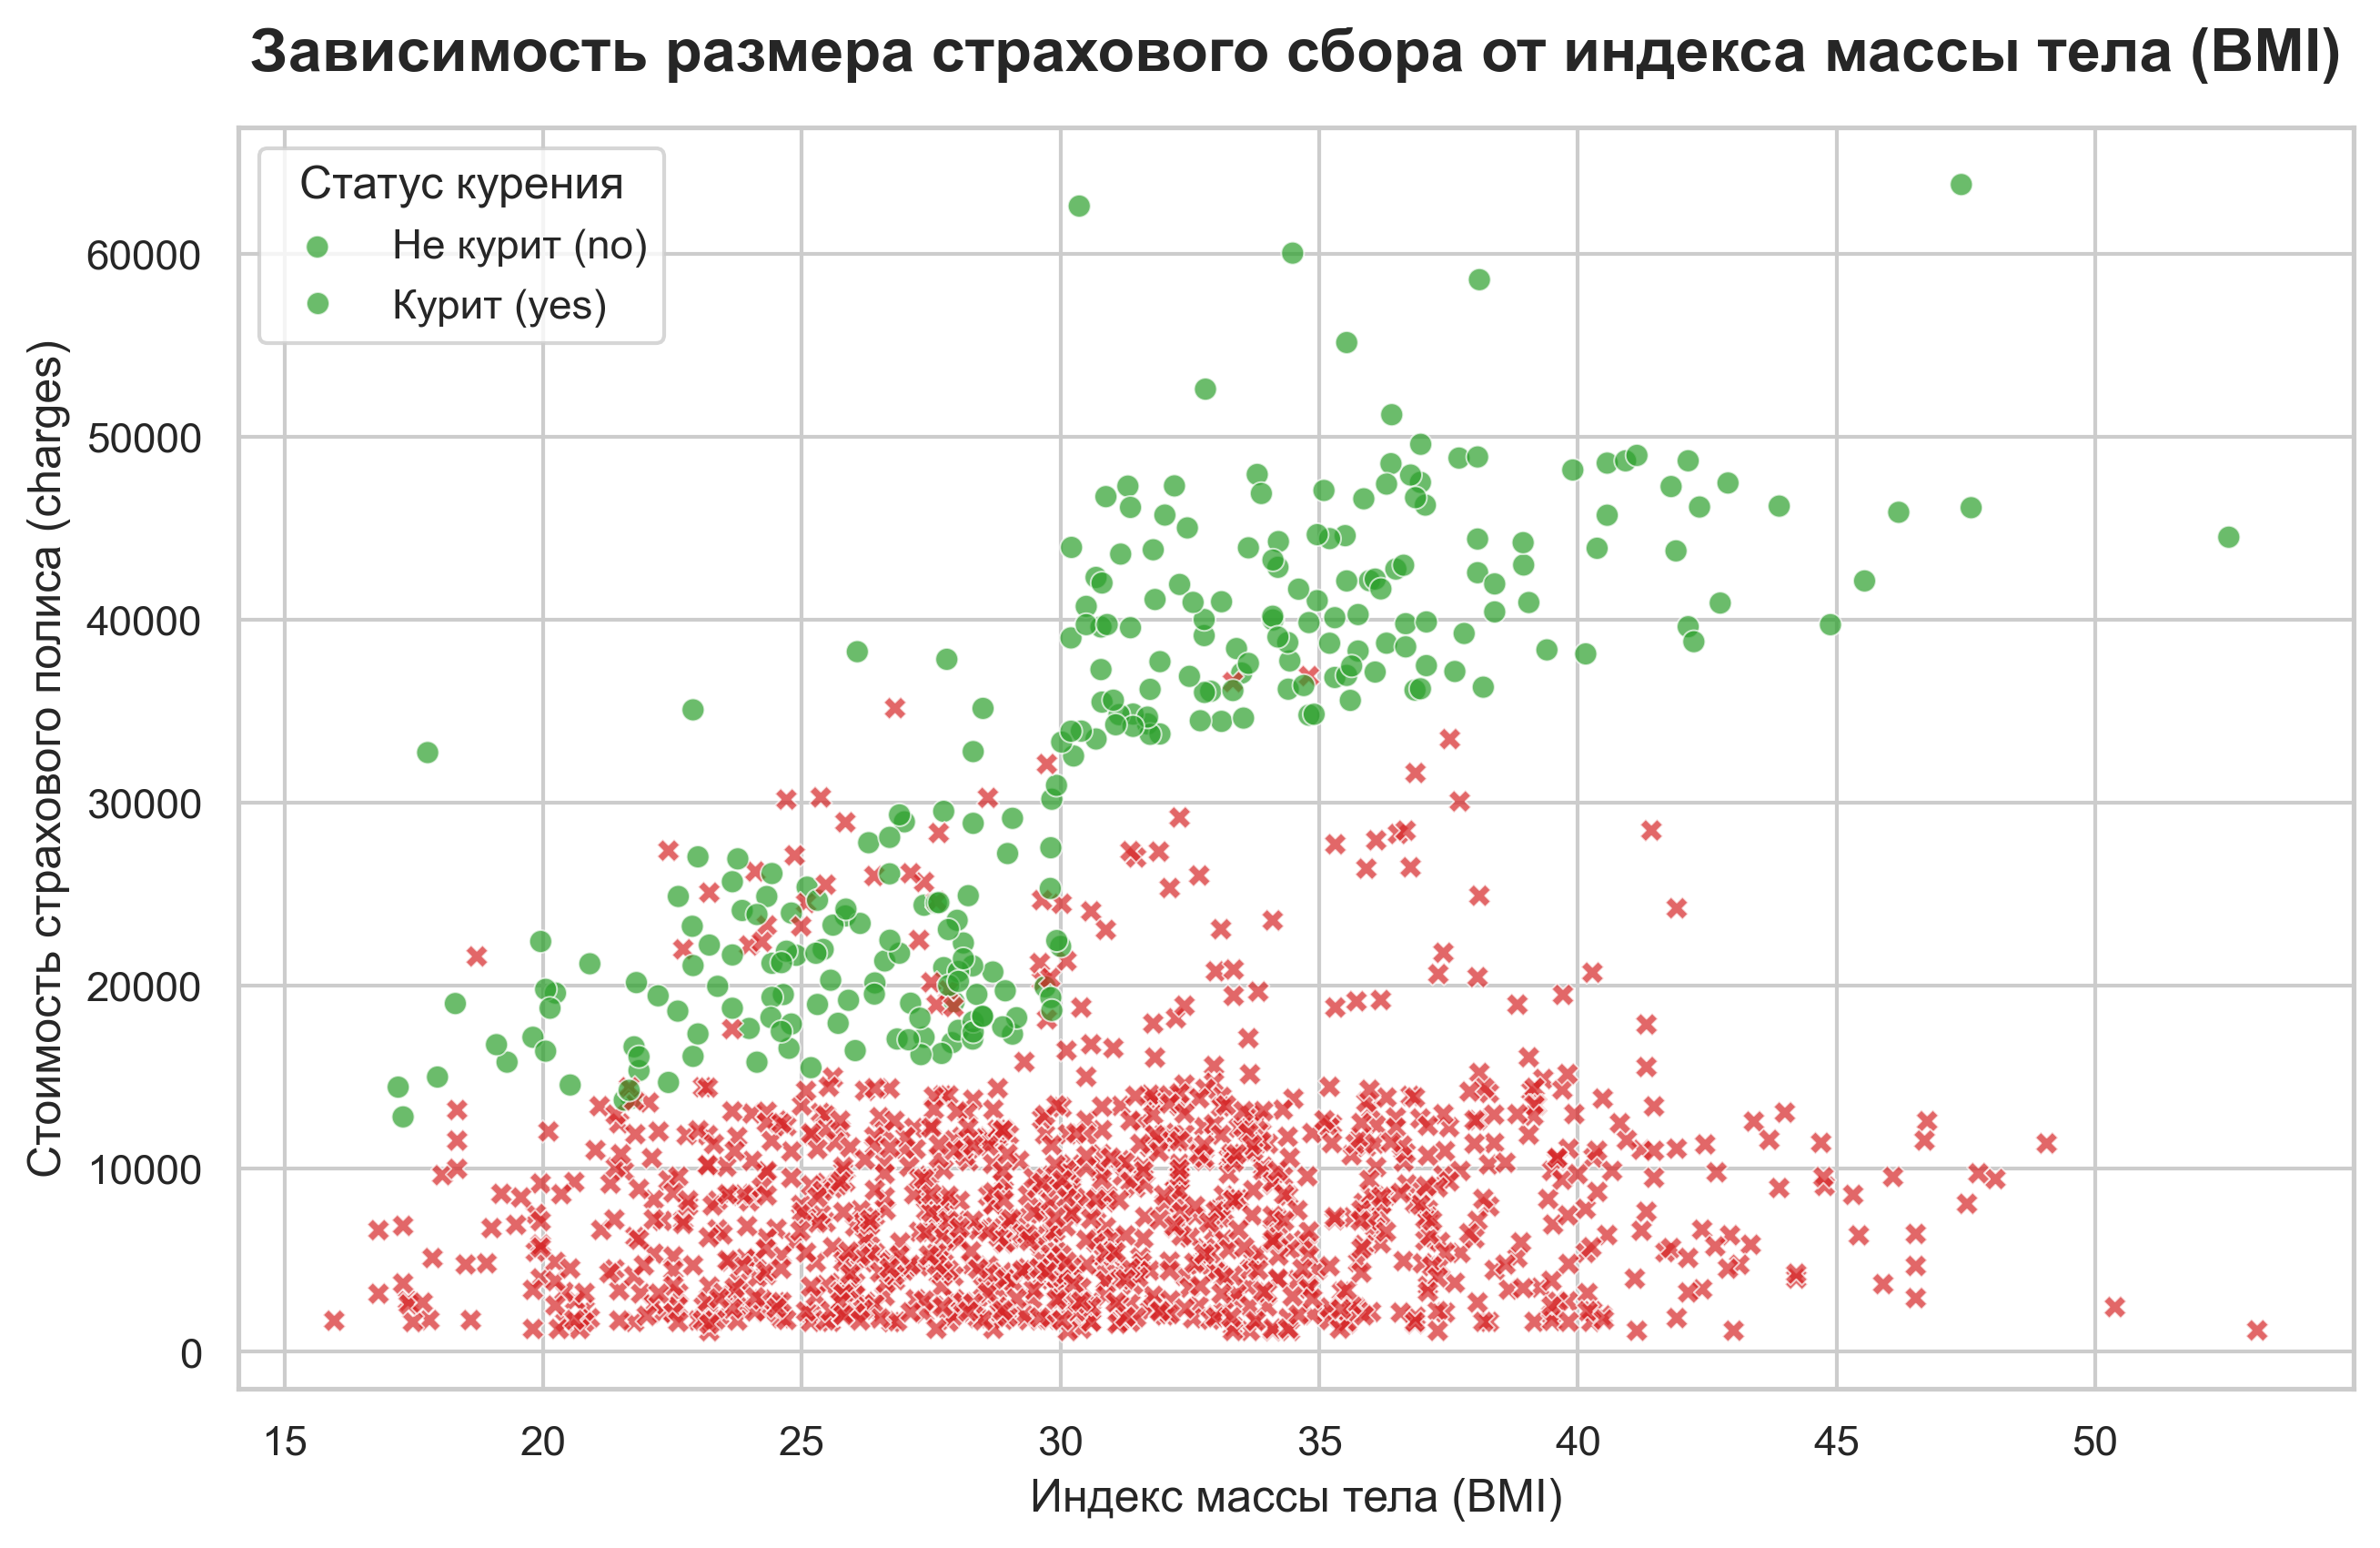 Зависимость размера страхового сбора от индекса массы тела (BMI)
Статус курения
Не курит (no)
Курит (yes)
Стоимость страхового полиса (charges)
60000
50000
40000
30000
20000
10000
0
15 20 25 30 35 40 45 50
Индекс массы тела (BMI)